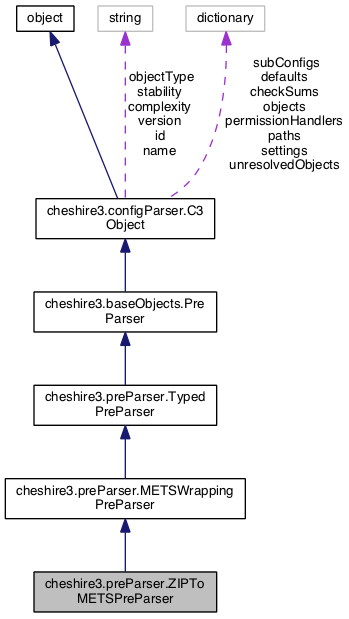 object
string
dictionary
objectType
stability
complexity
version
id
name
subConfigs
defaults
checkSums
objects
permissionHandlers
paths
settings
unresolvedObjects
cheshire3.configParser.C3
Object
cheshire3.baseObjects.Pre
Parser
cheshire3.preParser.Typed
PreParser
cheshire3.preParser.METSWrapping
PreParser
cheshire3.preParser.ZIPTo
METSPreParser